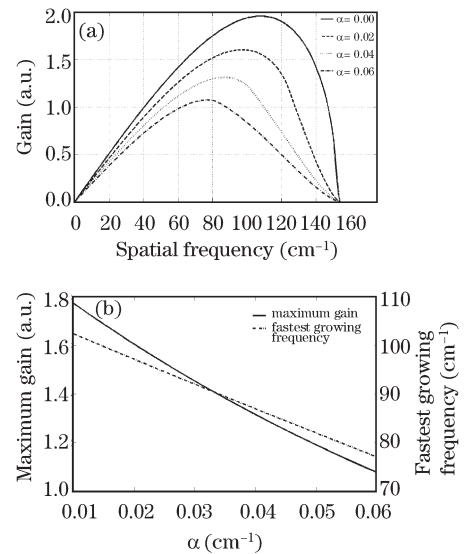 (a)
α= 0.00
α= 0.02
α= 0.04
α= 0.06
2.0
1.5
1.0
0.5
0.0
Gain (a.u.)
0 20 40 60 80 100 120 140 160
Spatial frequency (cm⁻¹)
(b)
maximum gain
fastest growing
frequency
1.8
1.6
1.4
1.2
1.0
Maximum gain (a.u.)
110
100
90
80
70
Fastest growing
frequency (cm⁻¹)
0.01 0.02 0.03 0.04 0.05 0.06
α (cm⁻¹)